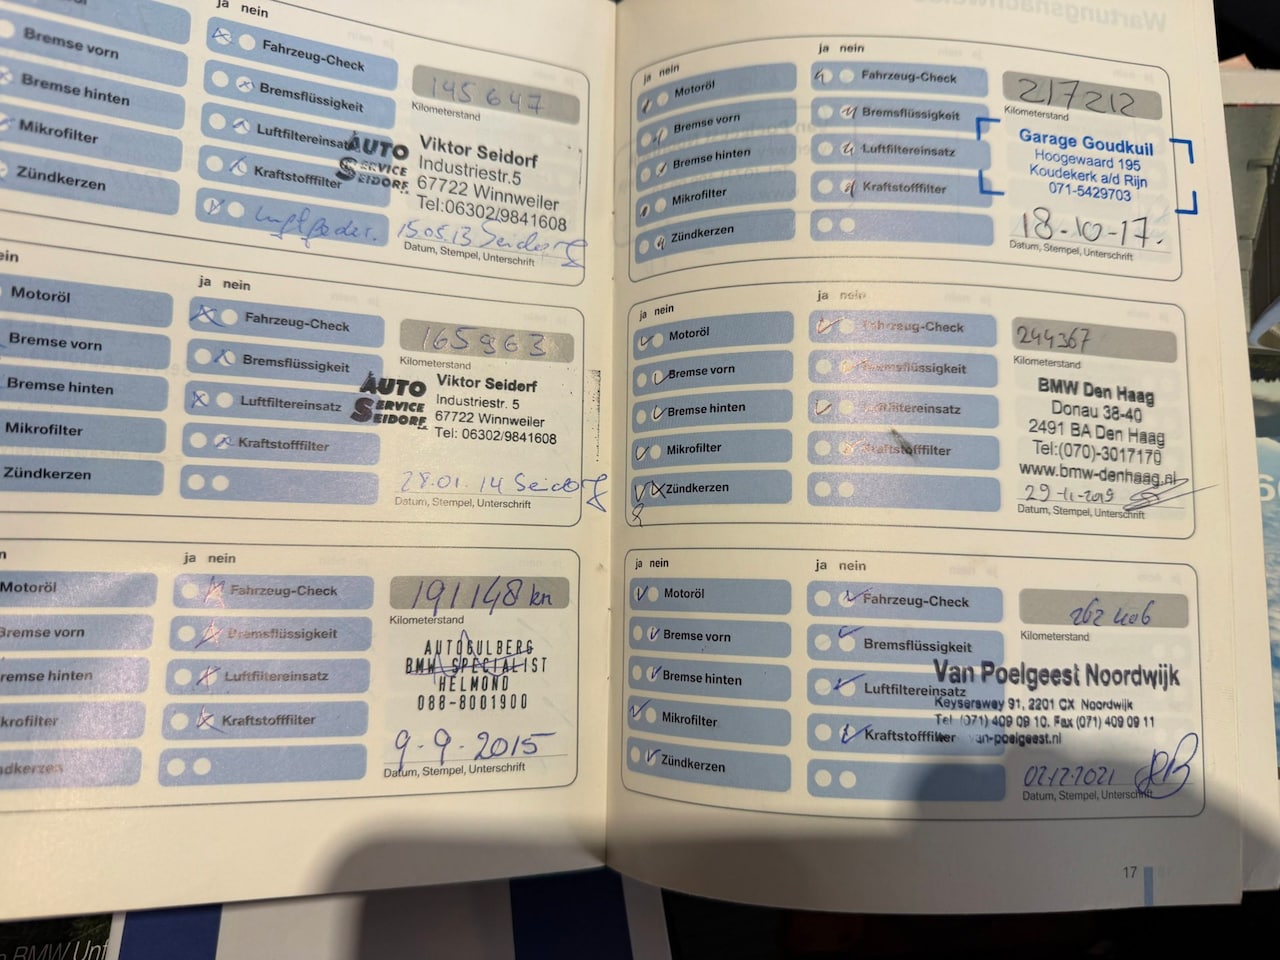 ja nein
Bremse vorn
Bremse hinten
Mikrofilter
Zündkerzen
Fahrzeug-Check
Bremsflüssigkeit
Luftfiltereinsatz
Kraftstofffilter
145 647
Kilometerstand
AUTO
SERVICE
SEIDORF
Viktor Seidorf
Industriestr.5
67722 Winnweiler
Tel:06302/9841608
15.05.13 Seidorf
Datum, Stempel, Unterschrift
ja nein
Motoröl
Bremse vorn
Bremse hinten
Mikrofilter
Zündkerzen
Fahrzeug-Check
Bremsflüssigkeit
Luftfiltereinsatz
Kraftstofffilter
165963
Kilometerstand
AUTO
SERVICE
SEIDORF
Viktor Seidorf
Industriestr. 5
67722 Winnweiler
Tel: 06302/9841608
28.01.14 Seidorf
Datum, Stempel, Unterschrift
ja nein
Motoröl
Bremse vorn
Bremse hinten
Mikrofilter
Fahrzeug-Check
Bremsflüssigkeit
Luftfiltereinsatz
Kraftstofffilter
191148 km
Kilometerstand
AUTOGULBERG
BMW SPECIALIST
HELMOND
088-8001900
9-9-2015
Datum, Stempel, Unterschrift
ja nein
Motoröl
Bremse vorn
Bremse hinten
Mikrofilter
Zündkerzen
ja nein
Fahrzeug-Check
Bremsflüssigkeit
Luftfiltereinsatz
Kraftstofffilter
217212
Kilometerstand
Garage Goudkuil
Hoogewaard 195
Koudekerk a/d Rijn
071-5429703
18-10-17.
Datum, Stempel, Unterschrift
ja nein
Motoröl
Bremse vorn
Bremse hinten
Mikrofilter
Zündkerzen
ja nein
Fahrzeug-Check
Bremsflüssigkeit
Luftfiltereinsatz
Kraftstofffilter
244367
Kilometerstand
BMW Den Haag
Donau 38-40
2491 BA Den Haag
Tel:(070)-3017170
www.bmw-denhaag.nl
29-11-2019
Datum, Stempel, Unterschrift
ja nein
Motoröl
Bremse vorn
Bremse hinten
Mikrofilter
Zündkerzen
ja nein
Fahrzeug-Check
Bremsflüssigkeit
Luftfiltereinsatz
Kraftstofffilter
262406
Kilometerstand
Van Poelgeest Noordwijk
Keyserswey 91, 2201 CX Noordwijk
Tel (071) 409 09 10. Fax (071) 409 09 11
van-poelgeest.nl
02.12.2021
Datum, Stempel, Unterschrift
17
BMW Unf